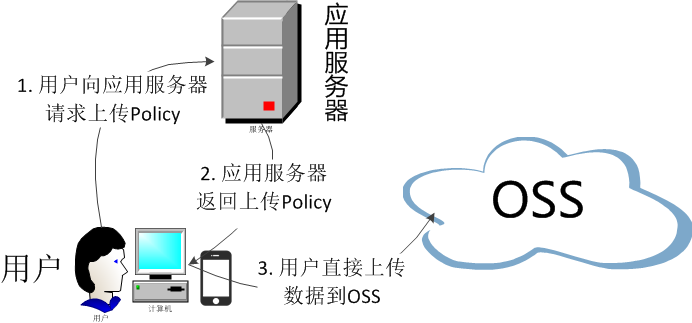 应用服务器
1. 用户向应用服务器
请求上传Policy
服务器
2. 应用服务器
返回上传Policy
OSS
用户
3. 用户直接上传
数据到OSS
用户
计算机